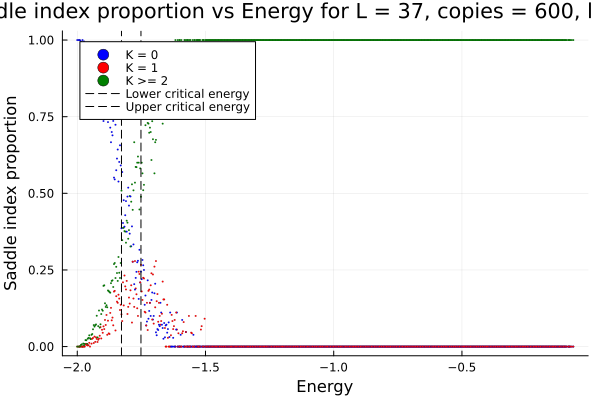 index proportion vs Energy for L = 37, copies = 600,
1.00
K = 0
K = 1
K >= 2
Lower critical energy
Upper critical energy
0.75
0.50
0.25
0.00
Saddle index proportion
−2.0 −1.5 −1.0 −0.5
Energy